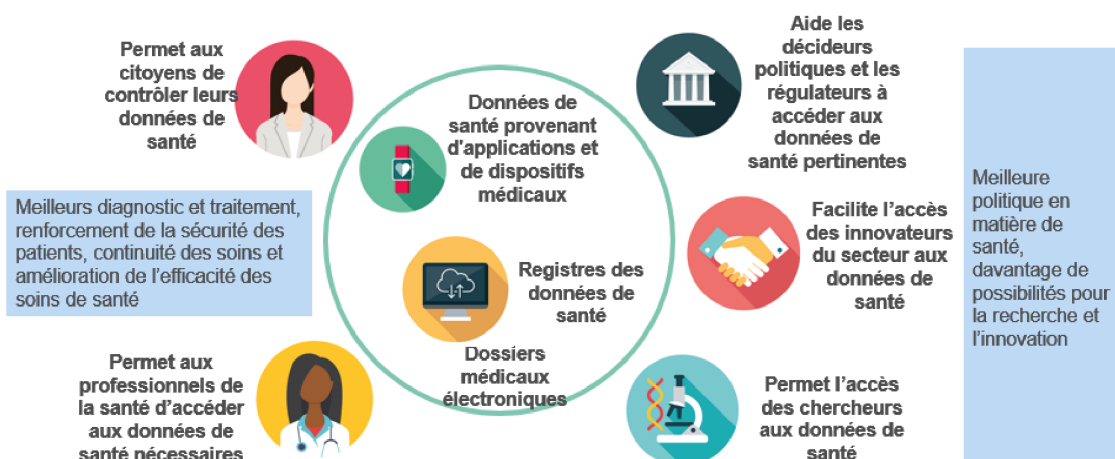 Permet aux
citoyens de
contrôler leurs
données de
santé
Meilleurs diagnostic et traitement,
renforcement de la sécurité des
patients, continuité des soins et
amélioration de l'efficacité des
soins de santé
Permet aux
professionnels de
la santé d'accéder
aux données de
santé nécessaires
Données de
santé provenant
d'applications et
de dispositifs
médicaux
Registres des
données de
santé
Dossiers
médicaux
électroniques
Aide les
décideurs
politiques et les
régulateurs à
accéder aux
données de
santé pertinentes
Facilite l'accès
des innovateurs
du secteur aux
données de
santé
Permet l'accès
des chercheurs
aux données de
santé
Meilleure
politique en
matière de
santé,
davantage de
possibilités pour
la recherche et
l'innovation